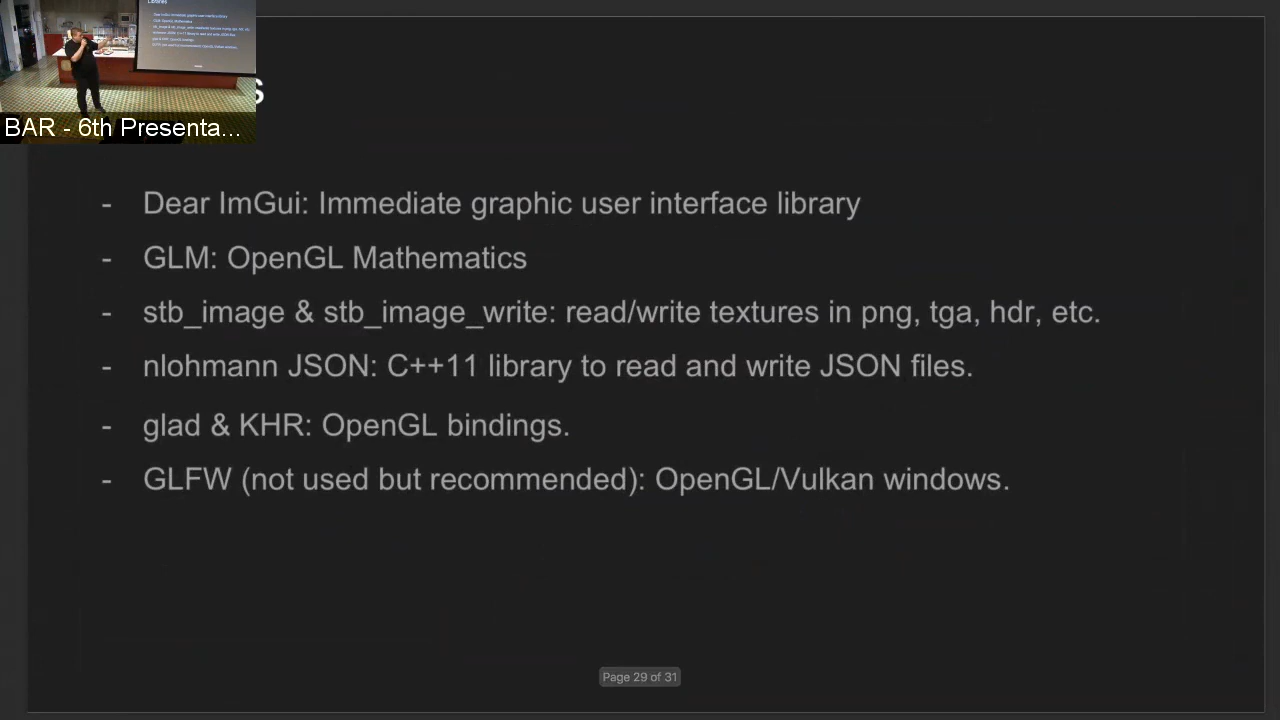 Libraries
BAR - 6th Presenta...
s
- Dear ImGui: Immediate graphic user interface library
- GLM: OpenGL Mathematics
- stb_image & stb_image_write: read/write textures in png, tga, hdr, etc.
- nlohmann JSON: C++11 library to read and write JSON files.
- glad & KHR: OpenGL bindings.
- GLFW (not used but recommended): OpenGL/Vulkan windows.
Page 29 of 31